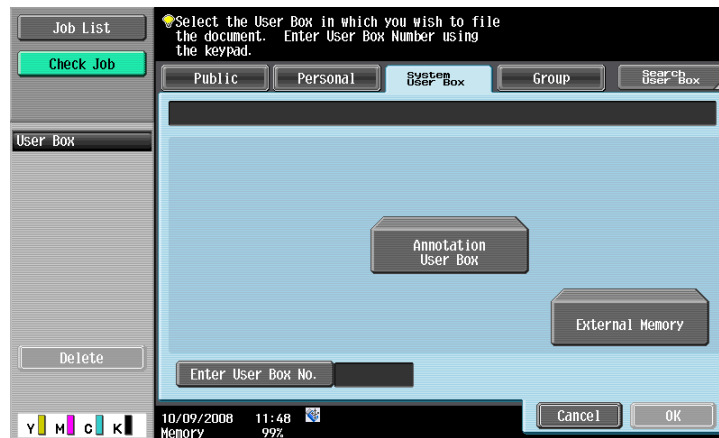 Job List
Check Job
Select the User Box in which you wish to file
the document. Enter User Box Number using
the keypad.
Public
Personal
System
User Box
Group
Search
User Box
User Box
Annotation
User Box
External Memory
Delete
Enter User Box No.
Y M C K
10/09/2008 11:48
Memory 99%
Cancel
OK